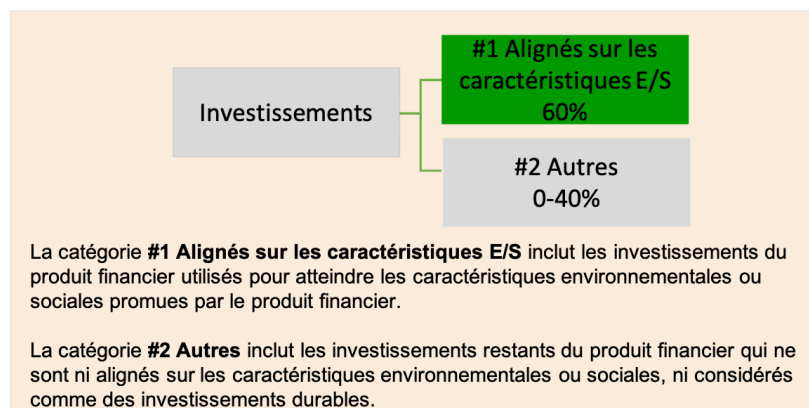 #1 Alignés sur les
caractéristiques E/S
60%
Investissements
#2 Autres
0-40%
La catégorie #1 Alignés sur les caractéristiques E/S inclut les investissements du
produit financier utilisés pour atteindre les caractéristiques environnementales ou
sociales promues par le produit financier.
La catégorie #2 Autres inclut les investissements restants du produit financier qui ne
sont ni alignés sur les caractéristiques environnementales ou sociales, ni considérés
comme des investissements durables.